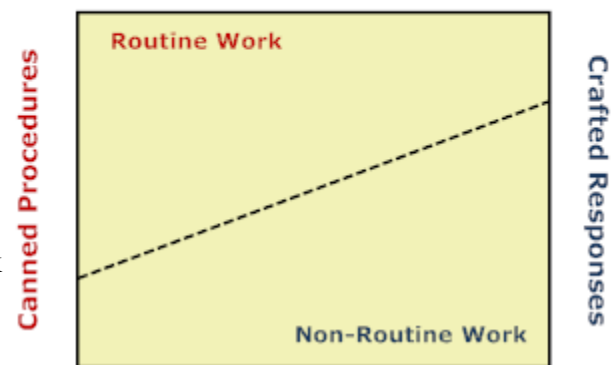 Routine Work
Canned Procedures
Crafted Responses
Non-Routine Work